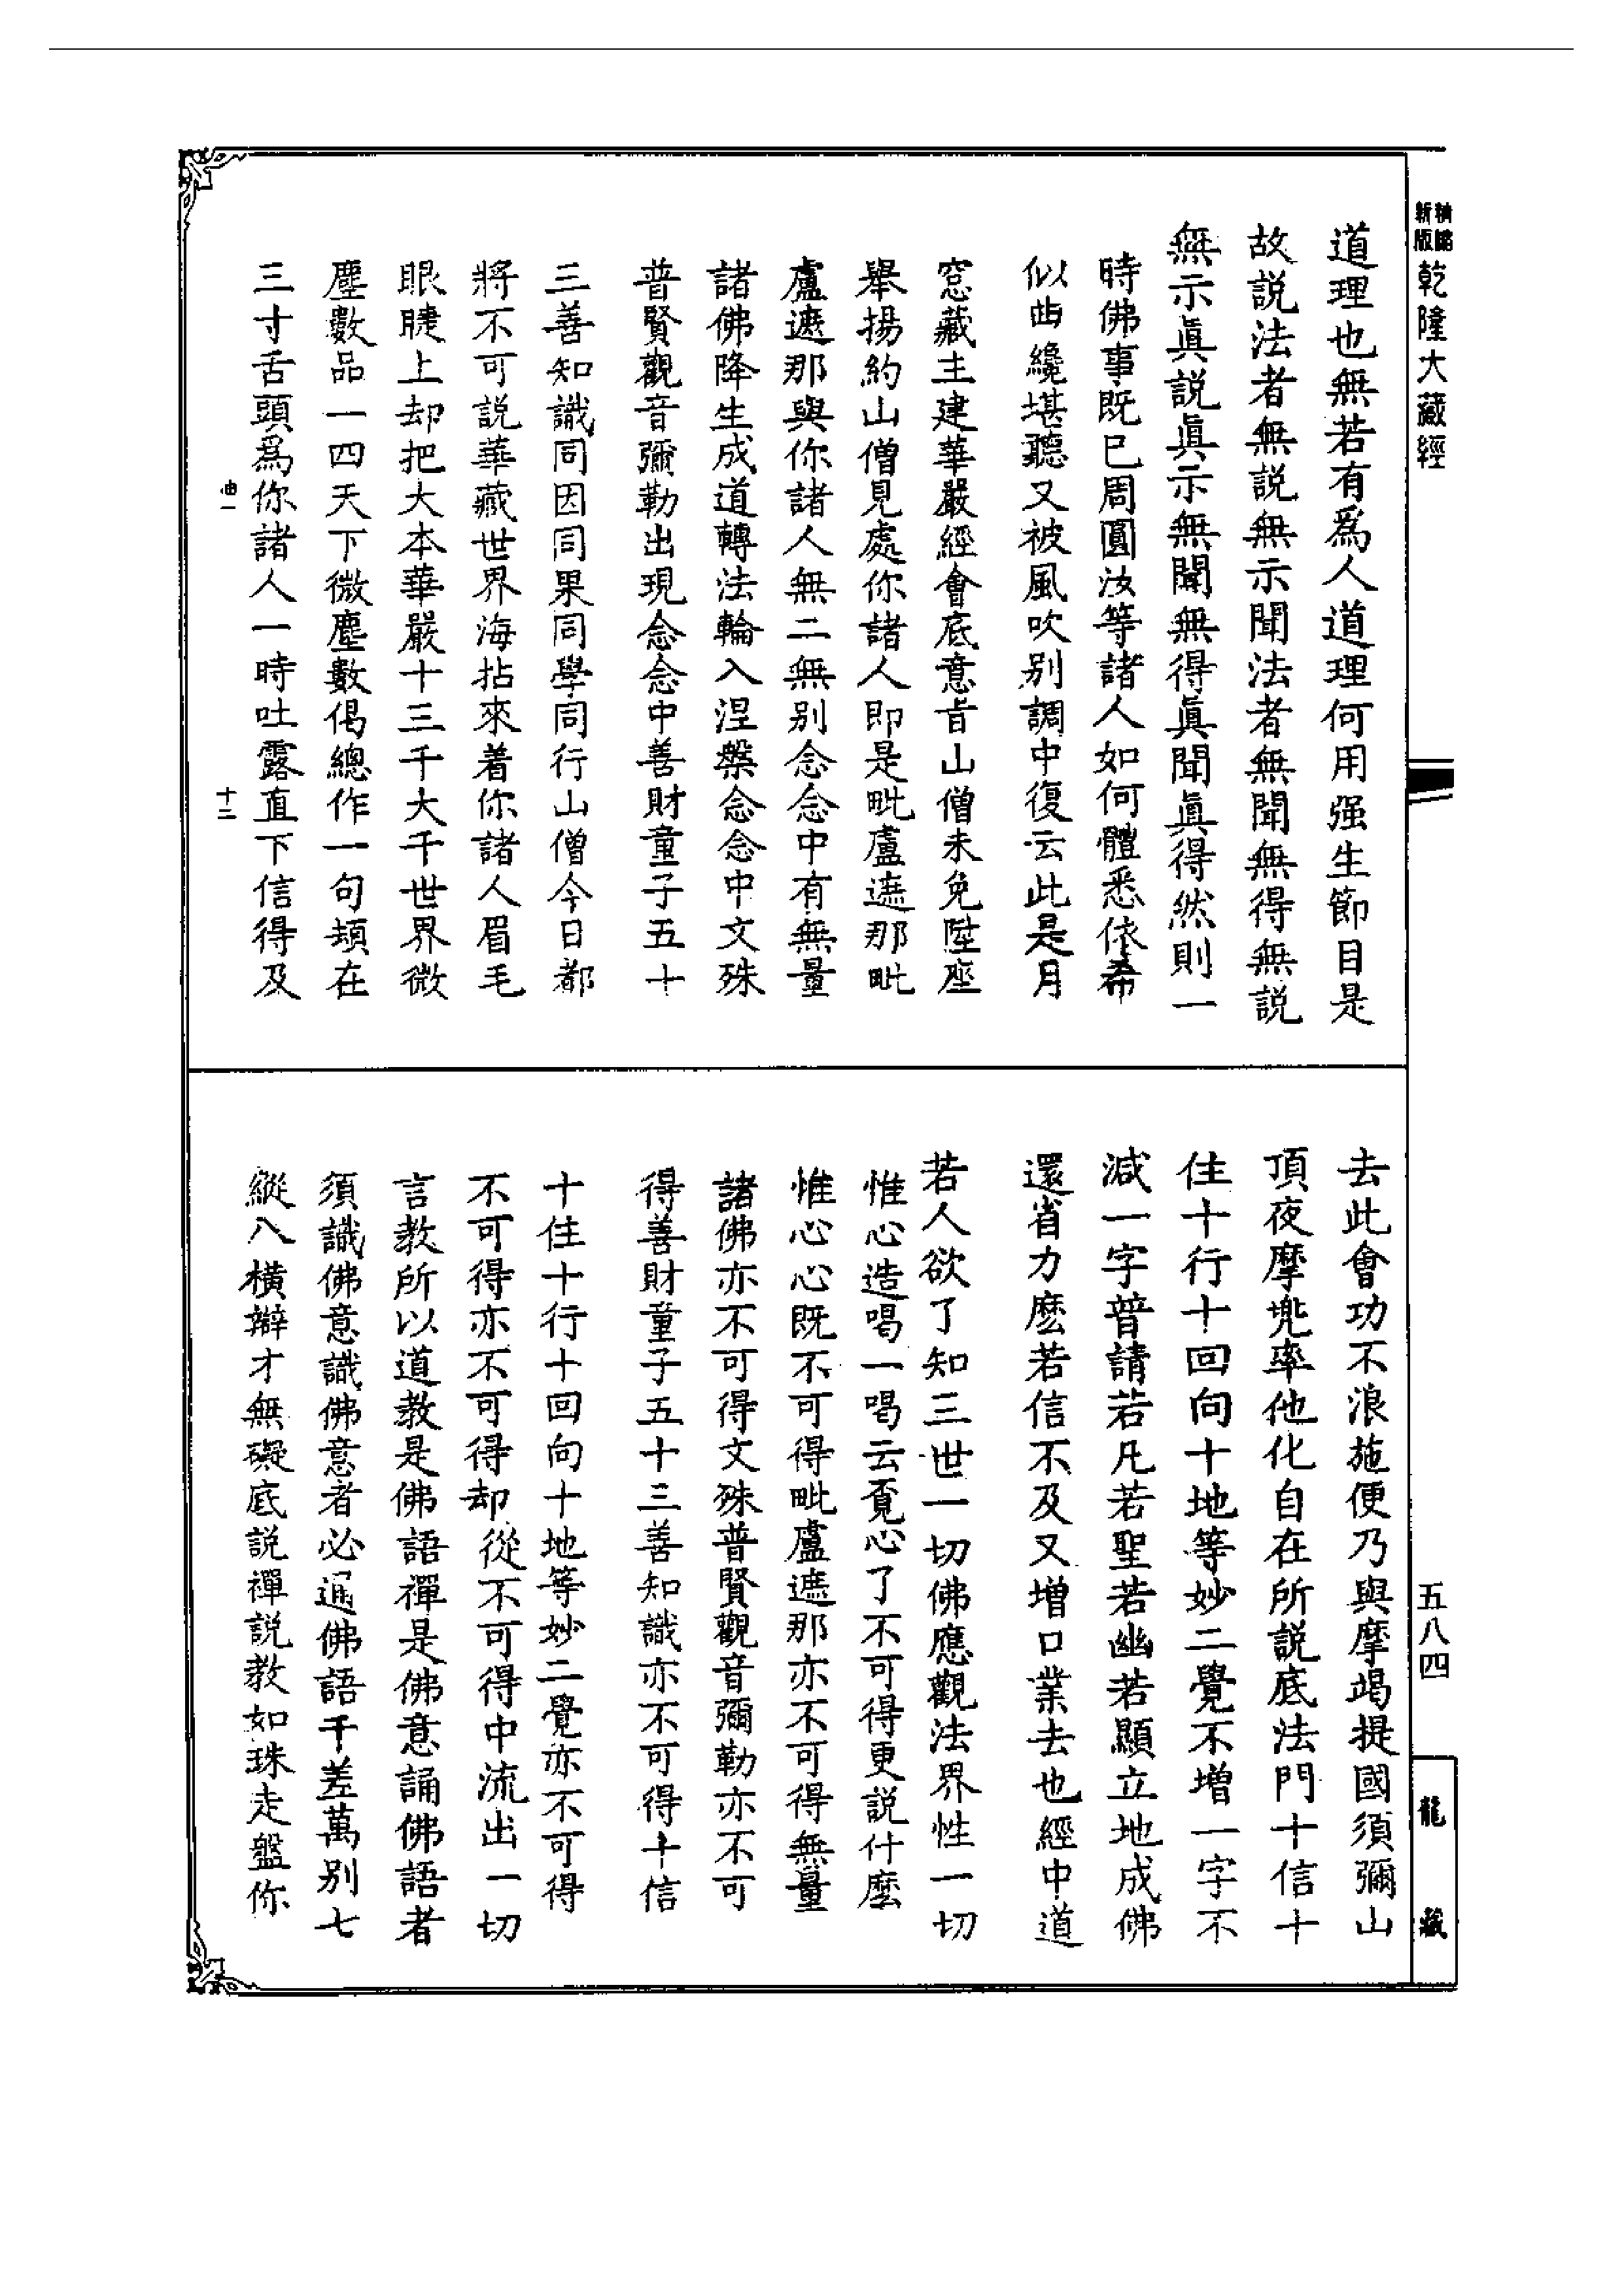 新版
精縮
乾隆大藏經
道理也無若有爲人道理何用强生節目是
故説法者無説無示聞法者無聞無得無説
無示眞説眞示無聞無得眞聞眞得然則一
時佛事既已周圓汝等諸人如何體悉依希
似曲纔堪聽又被風吹别調中復云此是月
窓藏主建華嚴經會底意旨山僧未免陞座
舉揚約山僧見處你諸人即是毗盧遮那毗
盧遮那與你諸人無二無别念念中有無量
諸佛降生成道轉法輪入涅槃念念中文殊
普賢觀音彌勒出現念念中善財童子五十
三善知識同因同果同學同行山僧今日都
將不可説華藏世界海拈來着你諸人眉毛
眼睫上却把大本華嚴十三千大千世界微
塵數品一四天下微塵數偈總作一句頓在
三寸舌頭爲你諸人一時吐露直下信得及
曲一
十三
去此會功不浪施便乃與摩竭提國須彌山
頂夜摩兜率他化自在所説底法門十信十
住十行十回向十地等妙二覺不增一字不
減一字普請若凡若聖若幽若顯立地成佛
還省力麽若信不及又增口業去也經中道
若人欲了知三世一切佛應觀法界性一切
惟心造喝一喝云覔心了不可得更説什麽
惟心心既不可得毗盧遮那亦不可得無量
諸佛亦不可得文殊普賢觀音彌勒亦不可
得善財童子五十三善知識亦不可得十信
十住十行十回向十地等妙二覺亦不可得
不可得亦不可得却從不可得中流出一切
言教所以道教是佛語禪是佛意誦佛語者
須識佛意識佛意者必通佛語千差萬别七
縱八橫辯才無礙底説禪説教如珠走盤你
五八四
龍藏